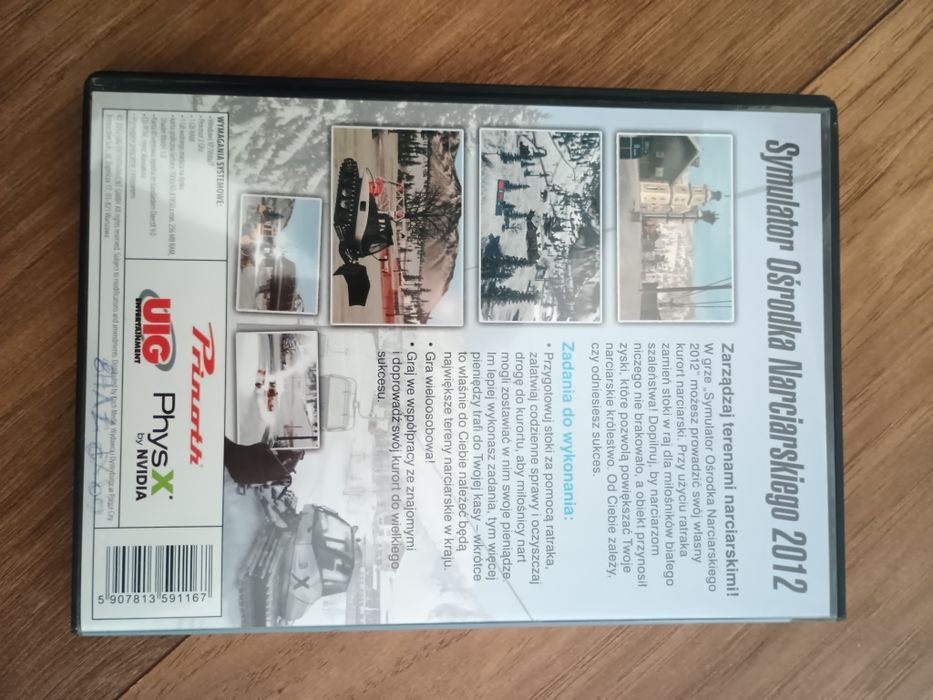 Symulator Ośrodka Narciarskiego 2012
Zarządzaj terenami narciarskimi!
W grze „Symulator Ośrodka Narciarskiego
2012” możesz prowadzić swój własny
kurort narciarski. Przy użyciu ratraka
zamień stoki w raj dla miłośników białego
szaleństwa! Dopilnuj, by narciarzom
niczego nie brakowało, a obiekt przynosił
zyski, które pozwolą powiększać Twoje
narciarskie królestwo. Od Ciebie zależy,
czy odniesiesz sukces.
Zadania do wykonania:
• Przygotowuj stoki za pomocą ratraka,
załatwiaj codzienne sprawy i oczyszczaj
drogę do kurortu, aby miłośnicy nart
mogli zostawiać w nim swoje pieniądze.
Im lepiej wykonasz zadania, tym więcej
pieniędzy trafi do Twojej kasy – wkrótce
to właśnie do Ciebie należeć będą
największe tereny narciarskie w kraju.
• Gra wieloosobowa!
• Graj we współpracy ze znajomymi
i doprowadź swój kurort do wielkiego
sukcesu.
WYMAGANIA SYSTEMOWE:
Prinoth
UIG
ENTERTAINMENT
PhysX
by NVIDIA
5 907813 591167